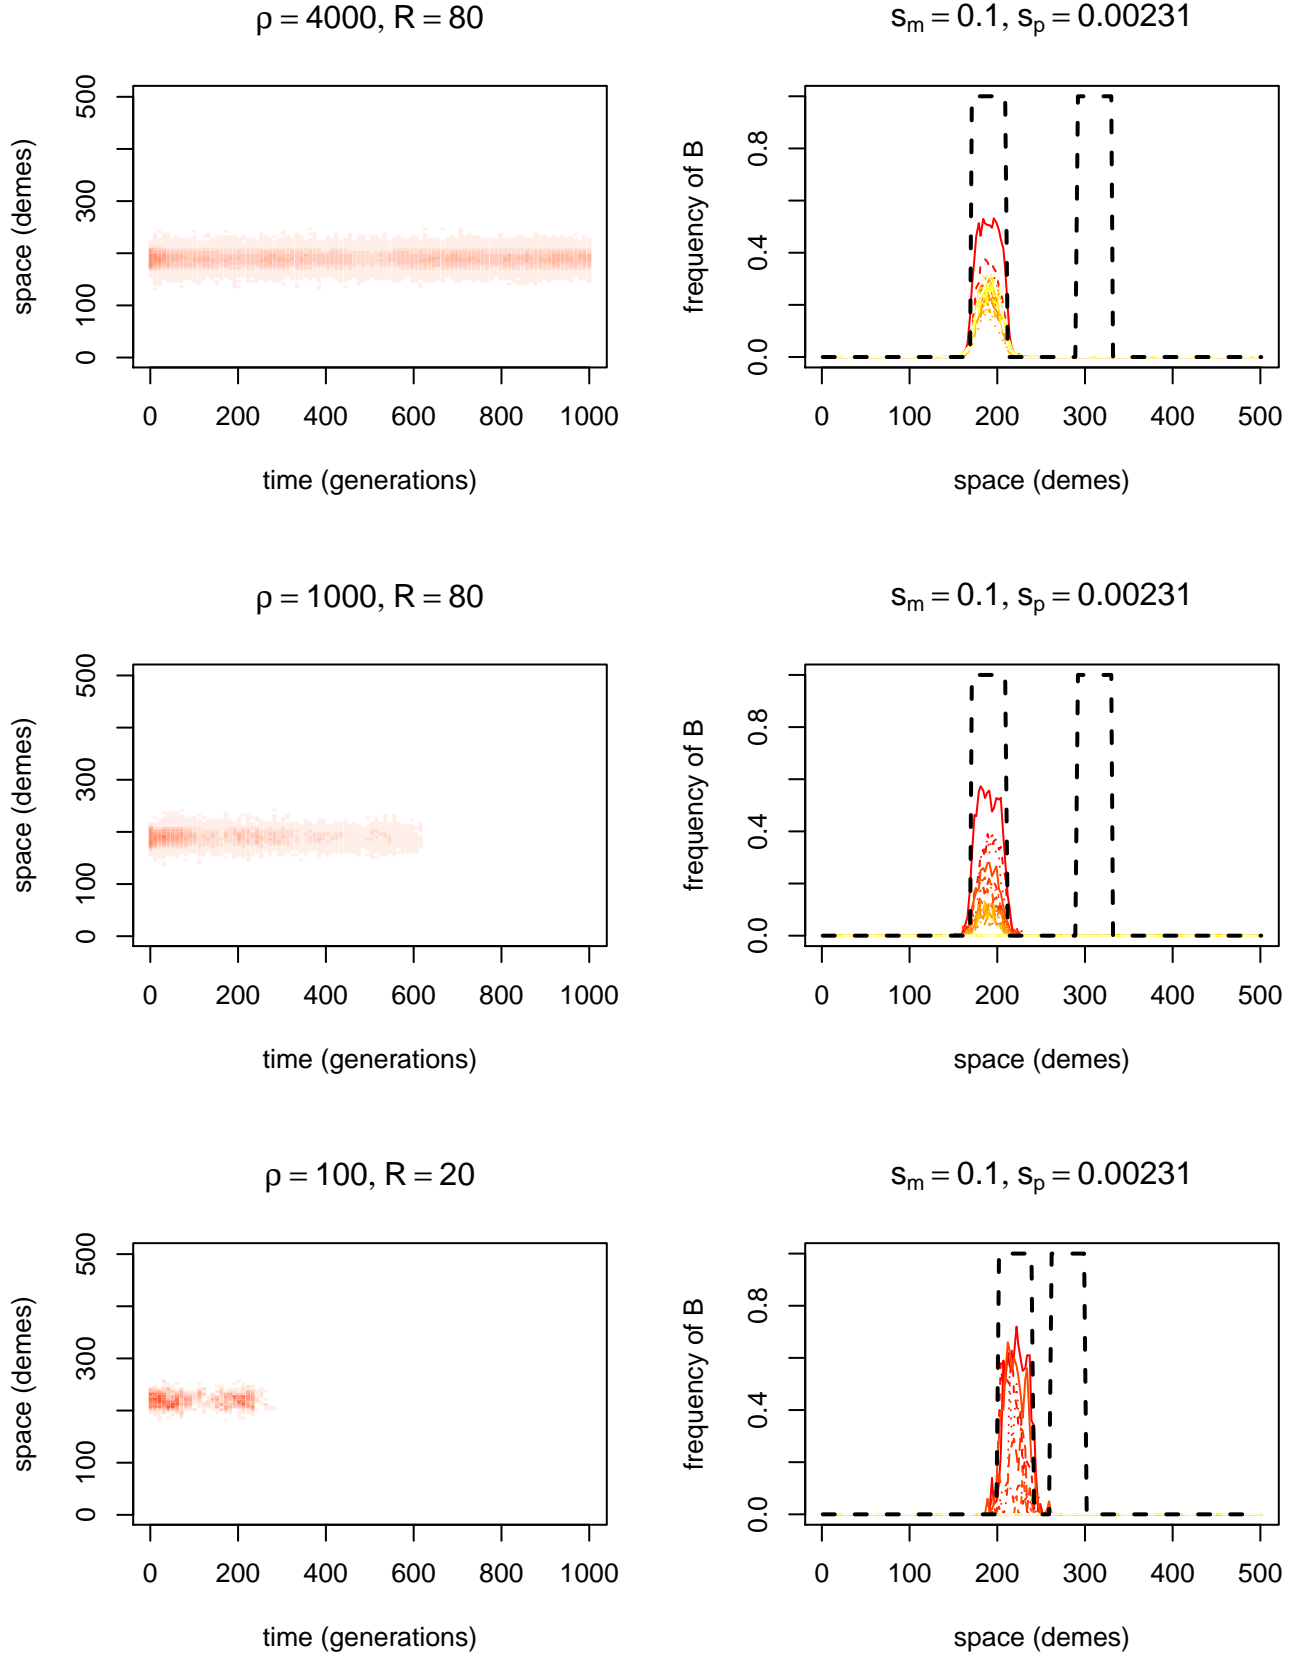 ρ = 4000, R = 80
space (demes)
0 100 300 500
0 200 400 600 800 1000
time (generations)
s_m = 0.1, s_p = 0.00231
frequency of B
0.0 0.4 0.8
0 100 200 300 400 500
space (demes)
ρ = 1000, R = 80
space (demes)
0 100 300 500
0 200 400 600 800 1000
time (generations)
s_m = 0.1, s_p = 0.00231
frequency of B
0.0 0.4 0.8
0 100 200 300 400 500
space (demes)
ρ = 100, R = 20
space (demes)
0 100 300 500
0 200 400 600 800 1000
time (generations)
s_m = 0.1, s_p = 0.00231
frequency of B
0.0 0.4 0.8
0 100 200 300 400 500
space (demes)